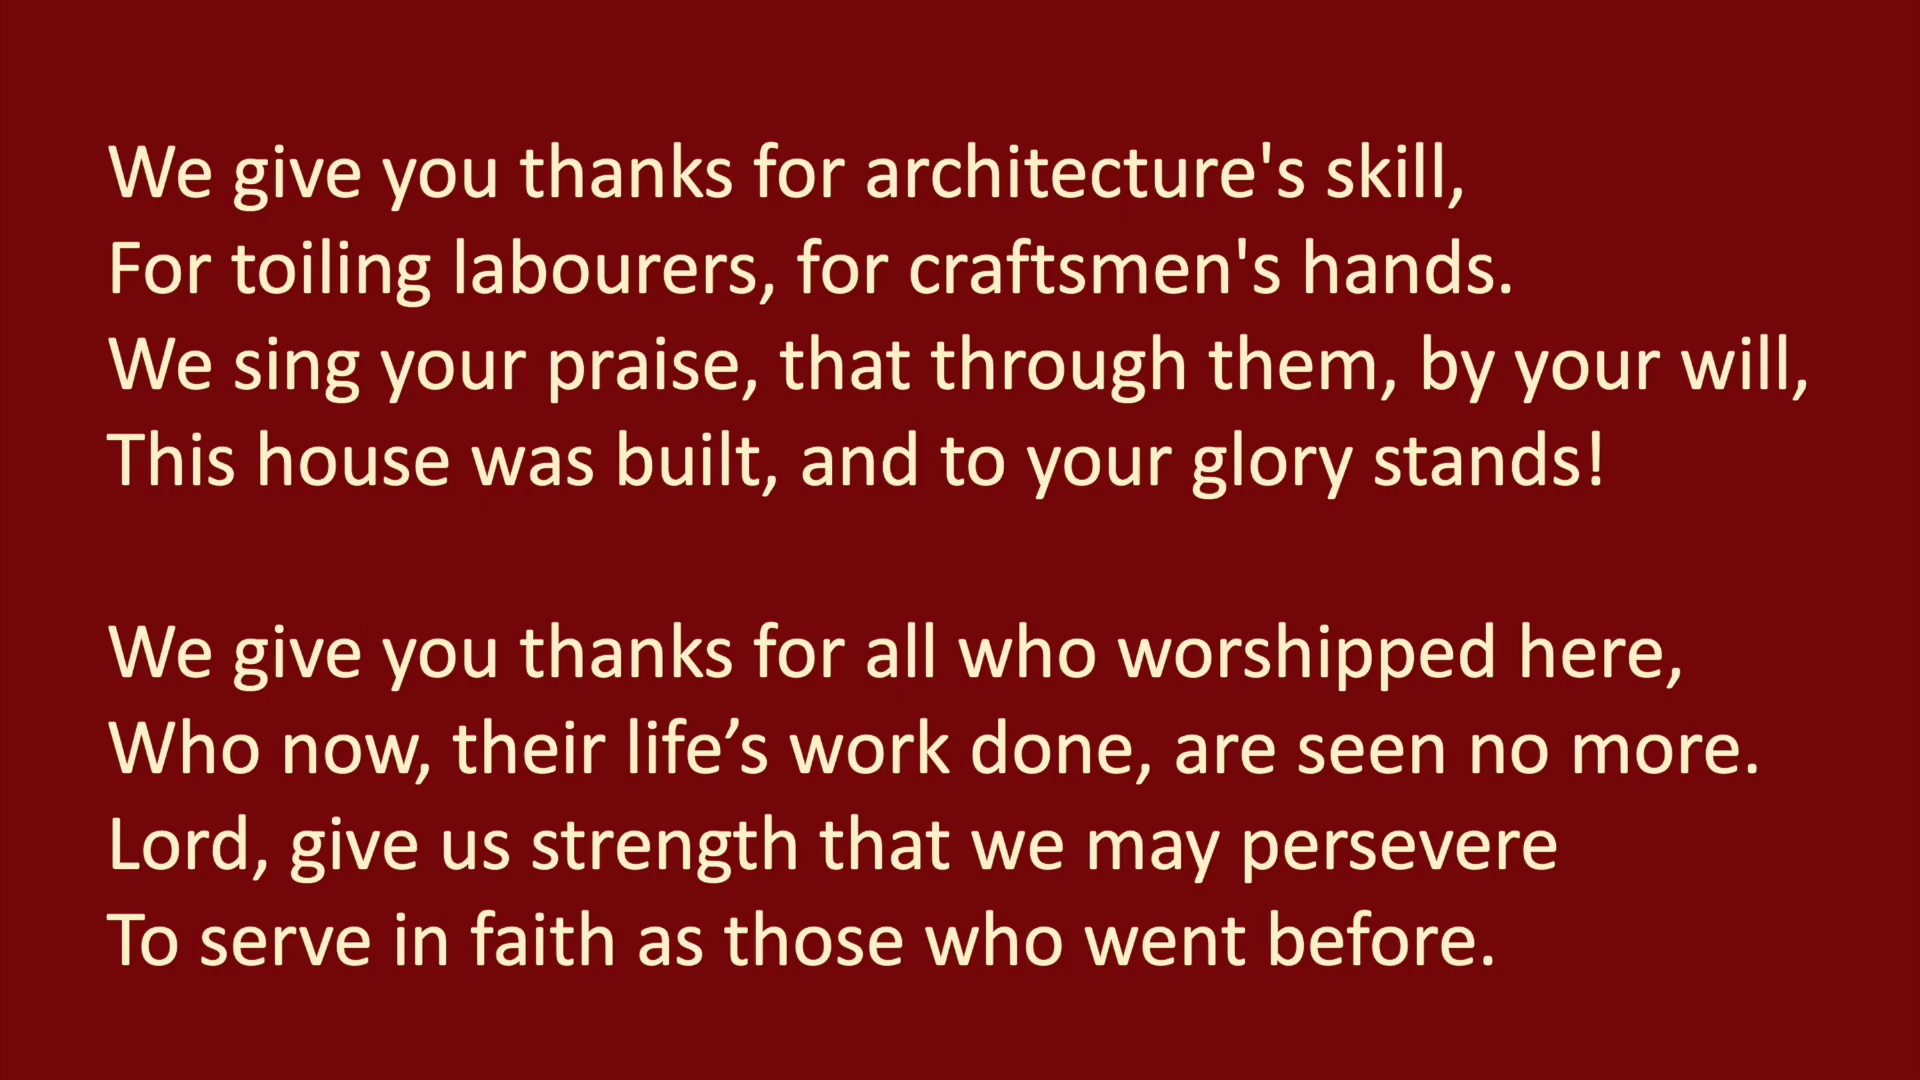 We give you thanks for architecture's skill,
For toiling labourers, for craftsmen's hands.
We sing your praise, that through them, by your will,
This house was built, and to your glory stands!
We give you thanks for all who worshipped here,
Who now, their life’s work done, are seen no more.
Lord, give us strength that we may persevere
To serve in faith as those who went before.